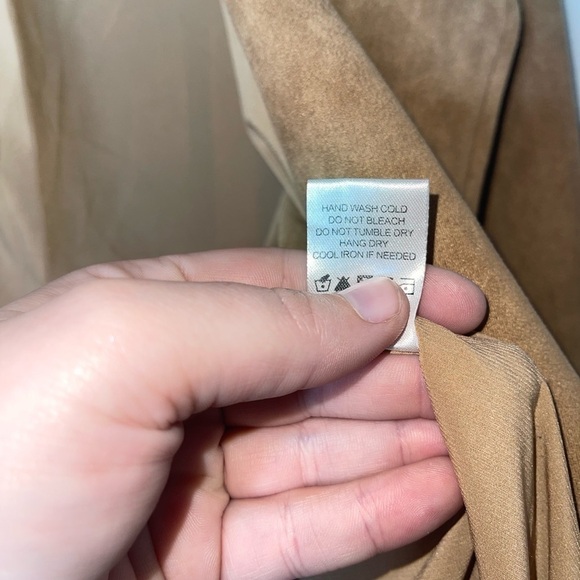 HAND WASH COLD
DO NOT BLEACH
DO NOT TUMBLE DRY
HANG DRY
COOL IRON IF NEEDED